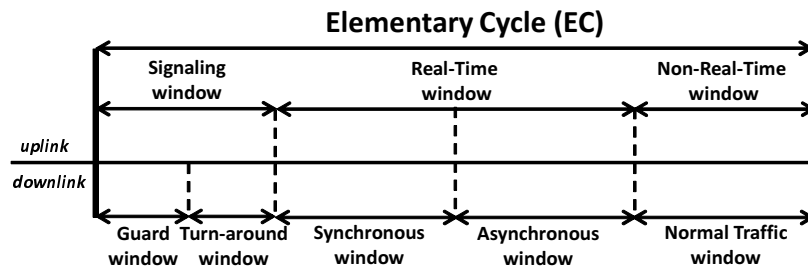 Elementary Cycle (EC)
Signaling window
Real-Time window
Non-Real-Time window
uplink
downlink
Guard window
Turn-around window
Synchronous window
Asynchronous window
Normal Traffic window